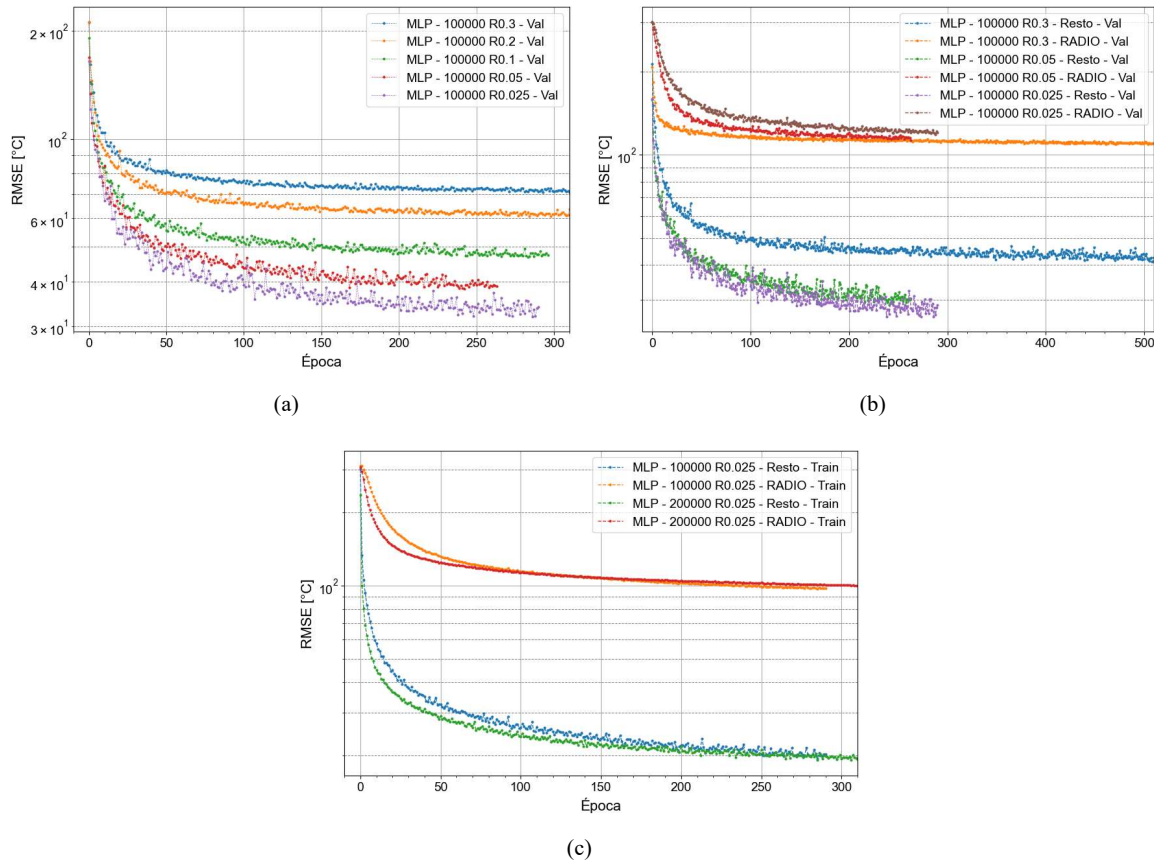 2 × 10²
10²
6 × 10¹
4 × 10¹
3 × 10¹
RMSE [°C]
0 50 100 150 200 250 300
Época
MLP - 100000 R0.3 - Val
MLP - 100000 R0.2 - Val
MLP - 100000 R0.1 - Val
MLP - 100000 R0.05 - Val
MLP - 100000 R0.025 - Val
(a)
10²
RMSE [°C]
0 100 200 300 400 500
Época
MLP - 100000 R0.3 - Resto - Val
MLP - 100000 R0.3 - RADIO - Val
MLP - 100000 R0.05 - Resto - Val
MLP - 100000 R0.05 - RADIO - Val
MLP - 100000 R0.025 - Resto - Val
MLP - 100000 R0.025 - RADIO - Val
(b)
10²
RMSE [°C]
0 50 100 150 200 250 300
Época
MLP - 100000 R0.025 - Resto - Train
MLP - 100000 R0.025 - RADIO - Train
MLP - 200000 R0.025 - Resto - Train
MLP - 200000 R0.025 - RADIO - Train
(c)